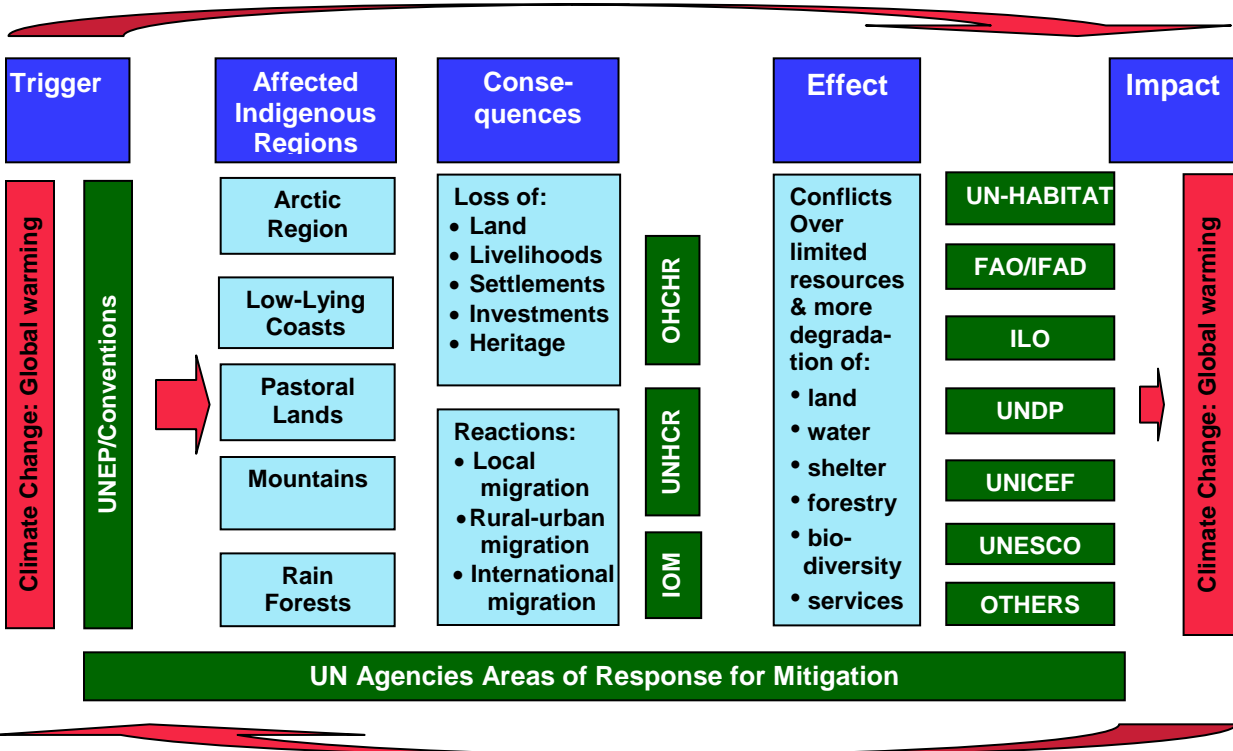 Trigger
Affected
Indigenous
Regions
Conse-
quences
Effect
Impact
Climate Change: Global warming
UNEP/Conventions
Arctic
Region
Low-Lying
Coasts
Pastoral
Lands
Mountains
Rain
Forests
Loss of:
• Land
• Livelihoods
• Settlements
• Investments
• Heritage
Reactions:
• Local
migration
• Rural-urban
migration
• International
migration
OHCHR
UNHCR
IOM
Conflicts
Over
limited
resources
& more
degrada-
tion of:
• land
• water
• shelter
• forestry
• bio-
diversity
• services
UN-HABITAT
FAO/IFAD
ILO
UNDP
UNICEF
UNESCO
OTHERS
Climate Change: Global warming
UN Agencies Areas of Response for Mitigation